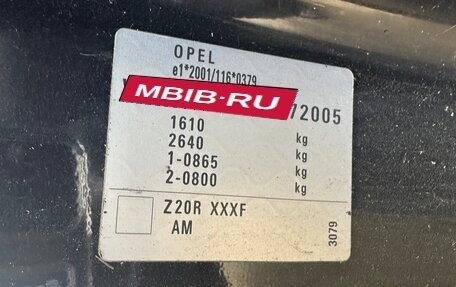 OPEL
e1*2001/116*0379
MBIB-RU
72005
1610 kg
2640 kg
1-0865 kg
2-0800 kg
Z20R XXXF
AM
3079